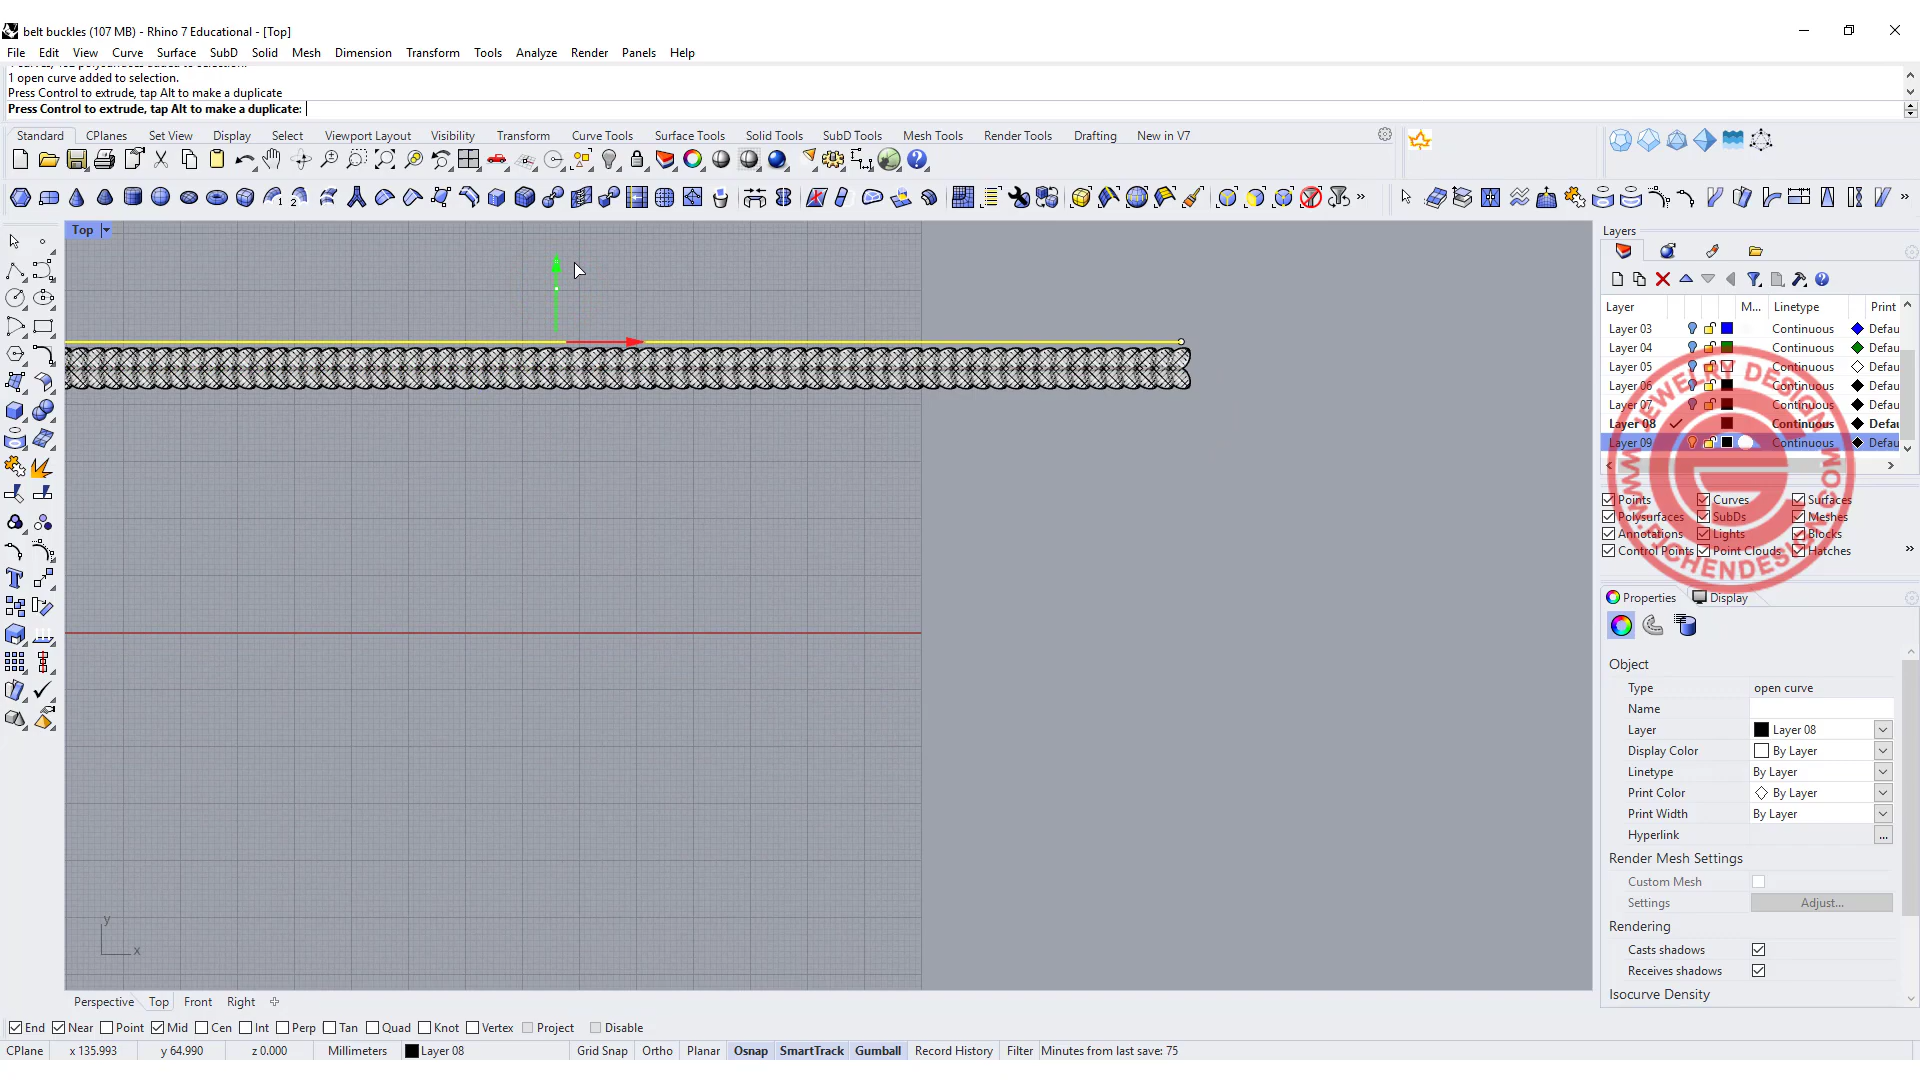 belt buckles (107 MB) - Rhino 7 Educational - [Top]
File Edit View Curve Surface SubD Solid Mesh Dimension Transform Tools Analyze Render Panels Help
1 open curve added to selection.
Press Control to extrude, tap Alt to make a duplicate
Press Control to extrude, tap Alt to make a duplicate:
Standard CPlanes Set View Display Select Viewport Layout Visibility Transform Curve Tools Surface Tools Solid Tools SubD Tools Mesh Tools Render Tools Drafting New in V7
Top
Layers
Layer M... Linetype Print
Layer 03 Continuous Defau
Layer 04 Continuous Defau
Layer 05 Continuous Defau
Layer 06 Continuous Defau
Layer 07 Continuous Defau
Layer 08 Continuous Defau
Layer 09 Continuous Defau
JEWELRY DESIGN
WWW.PJCHENDESIGN.COM
Points Curves Surfaces
Polysurfaces SubDs Meshes
Annotations Lights Blocks
Control Points Point Clouds Hatches
Properties Display
Object
Type open curve
Name
Layer Layer 08
Display Color By Layer
Linetype By Layer
Print Color By Layer
Print Width By Layer
Hyperlink ...
Render Mesh Settings
Custom Mesh
Settings Adjust...
Rendering
Casts shadows
Receives shadows
Isocurve Density
y
x
Perspective Top Front Right
End Near Point Mid Cen Int Perp Tan Quad Knot Vertex Project Disable
CPlane x 135.993 y 64.990 z 0.000 Millimeters Layer 08 Grid Snap Ortho Planar Osnap SmartTrack Gumball Record History Filter Minutes from last save: 75